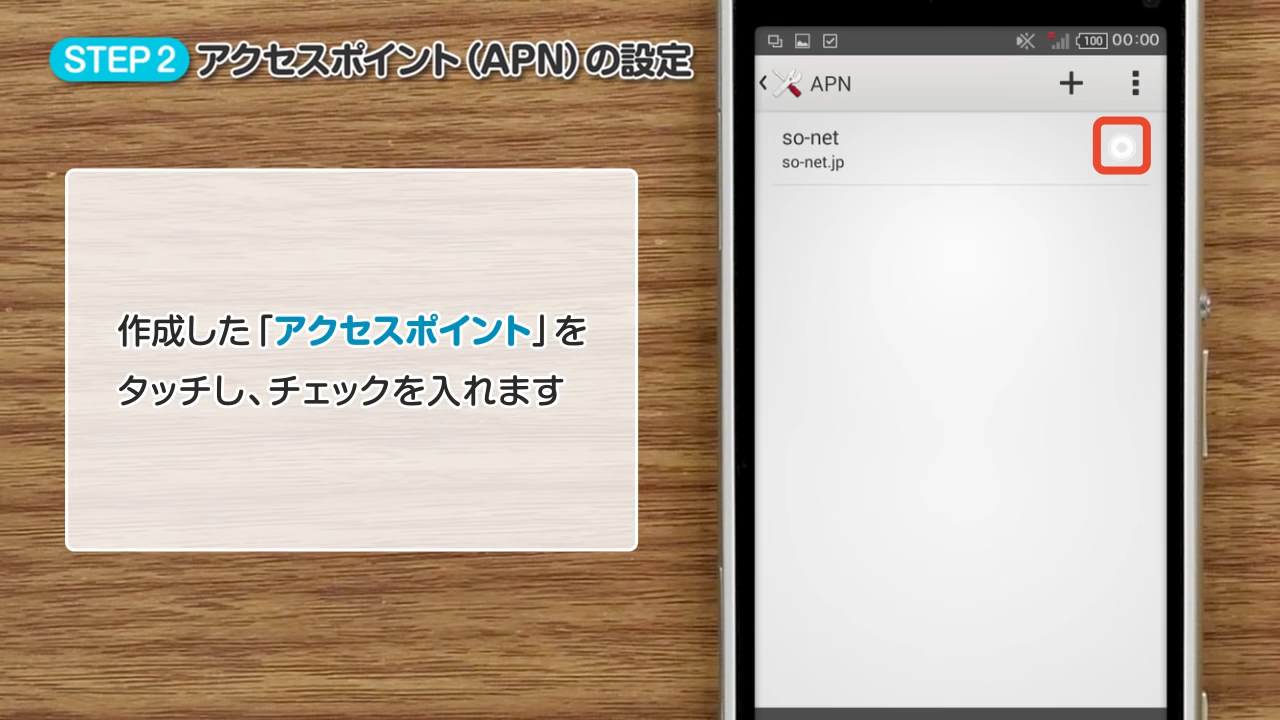 STEP 2 アクセスポイント(APN)の設定
作成した「アクセスポイント」を
タッチし、チェックを入れます
100 00:00
APN
so-net
so-net.jp